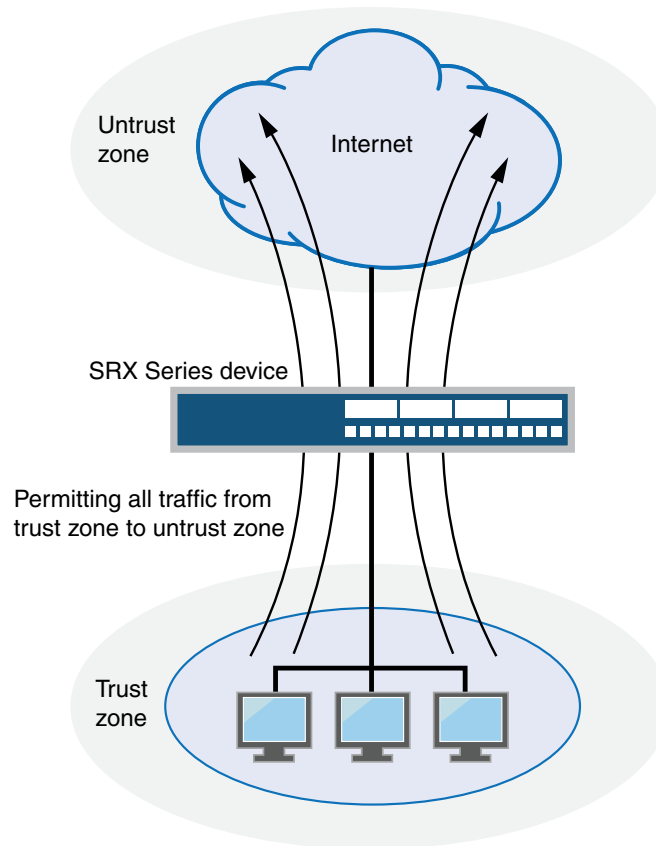 Untrust
zone
Internet
SRX Series device
Permitting all traffic from
trust zone to untrust zone
Trust
zone